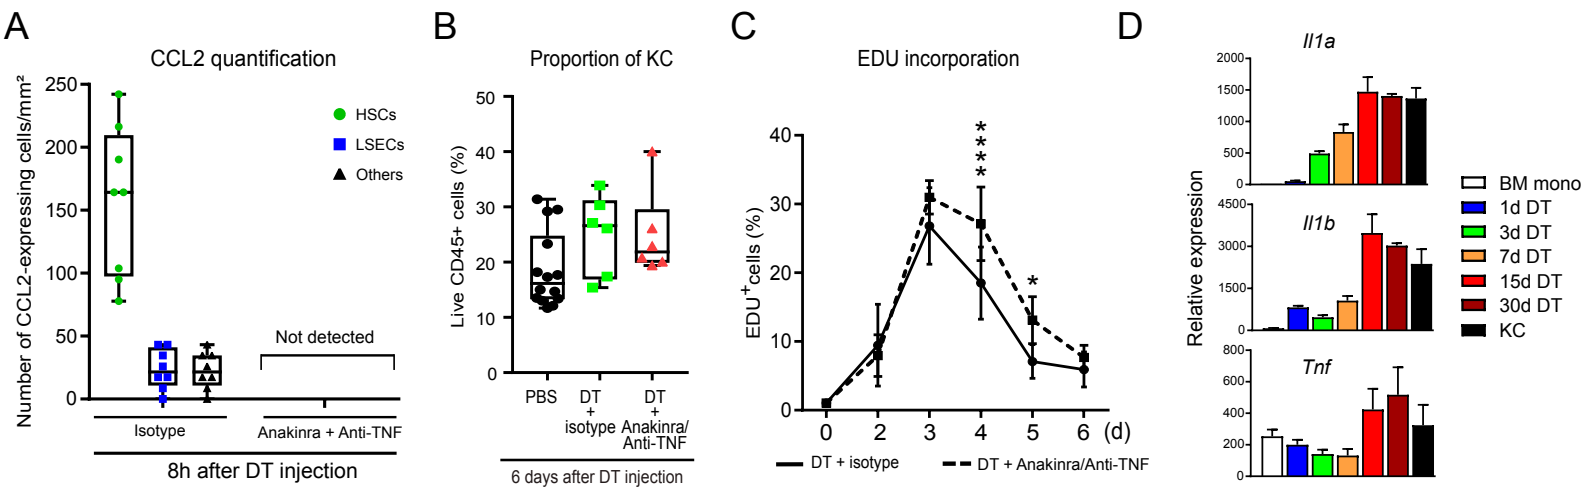 A
CCL2 quantification
Number of CCL2-expressing cells/mm²
250
200
150
100
50
0
HSCs
LSECs
Others
Not detected
Isotype
Anakinra + Anti-TNF
8h after DT injection
B
Proportion of KC
Live CD45+ cells (%)
50
40
30
20
10
0
PBS
DT
+
isotype
DT
+
Anakinra/
Anti-TNF
6 days after DT injection
C
EDU incorporation
EDU+cells (%)
40
30
20
10
0
****
*
0 2 3 4 5 6 (d)
DT + isotype
DT + Anakinra/Anti-TNF
D
Relative expression
Il1a
2000
1500
1000
500
0
Il1b
4500
3000
1500
0
Tnf
800
600
400
200
0
BM mono
1d DT
3d DT
7d DT
15d DT
30d DT
KC